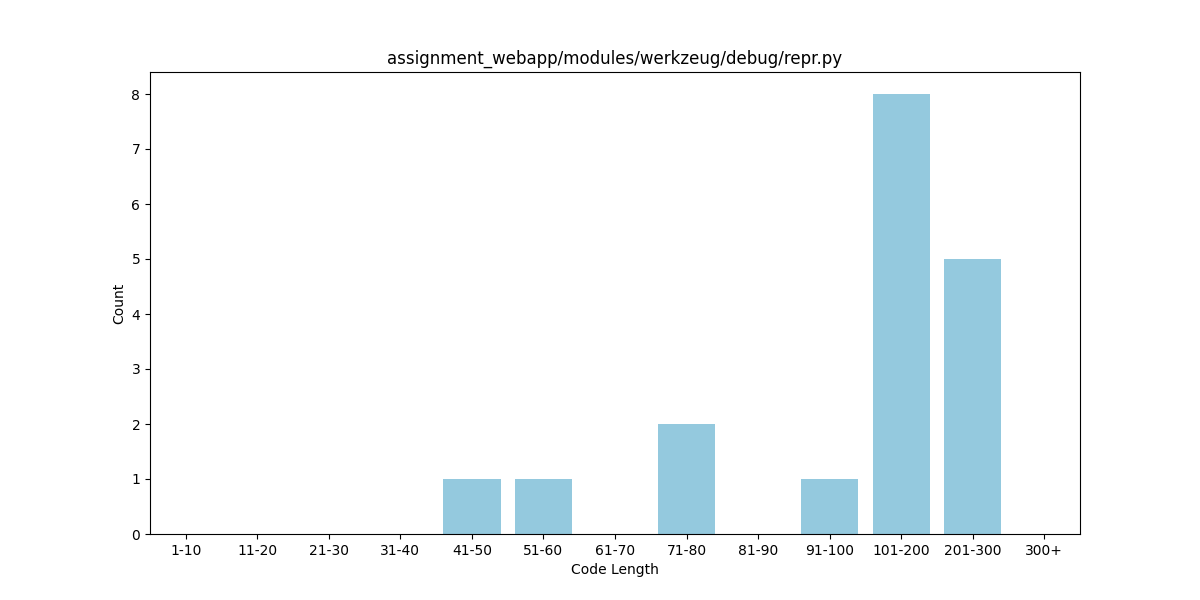 assignment_webapp/modules/werkzeug/debug/repr.py
8
7
6
5
4
3
2
1
0
Count
1-10 11-20 21-30 31-40 41-50 51-60 61-70 71-80 81-90 91-100 101-200 201-300 300+
Code Length